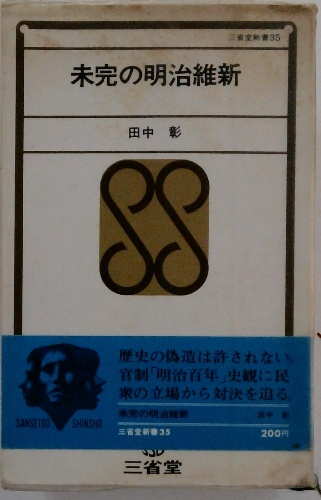 三省堂新書35
未完の明治維新
田中 彰
SS
歴史の偽造は許されない。
官制「明治百年」史観に民
衆の立場から対決を迫る
SANSEIDO SHINSHO
未完の明治維新 田中 彰
三省堂新書35 200円
三省堂